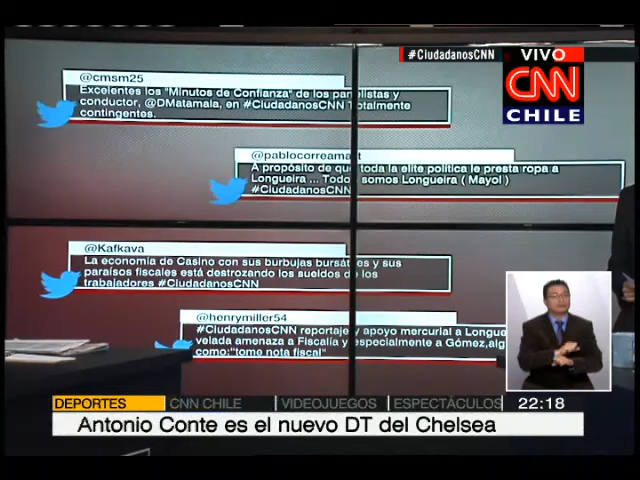 #CiudadanosCNN
VIVO
CNN
CHILE
@cmsm25
Excelentes los "Minutos de Confianza" de los panelistas y
conductor, @DMatamala, en #CiudadanosCNN Totalmente
contingentes.
@pablocorreamart
A propósito de que toda la elite política le presta ropa a
Longueira ... Todos somos Longueira ( Mayol )
#CiudadanosCNN
@Kafkava
La economía de Casino con sus burbujas bursátiles y sus
paraísos fiscales está destrozando los sueldos de los
trabajadores #CiudadanosCNN
@henrymiller54
#CiudadanosCNN reportaje y apoyo mercurial a Longue
velada amenaza a Fiscalía y especialmente a Gómez,alg
como:"tome nota fiscal"
DEPORTES CNN CHILE VIDEOJUEGOS ESPECTÁCULOS 22:18
Antonio Conte es el nuevo DT del Chelsea